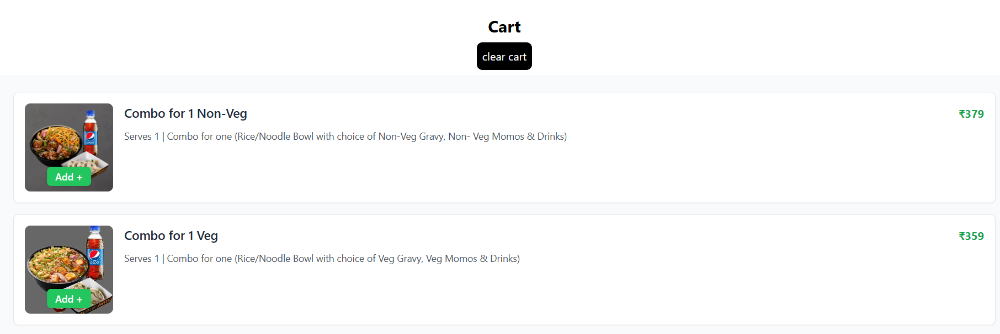 Cart
clear cart
Combo for 1 Non-Veg
₹379
Serves 1 | Combo for one (Rice/Noodle Bowl with choice of Non-Veg Gravy, Non- Veg Momos & Drinks)
pepsi
Add +
Combo for 1 Veg
₹359
Serves 1 | Combo for one (Rice/Noodle Bowl with choice of Veg Gravy, Veg Momos & Drinks)
pepsi
Add +